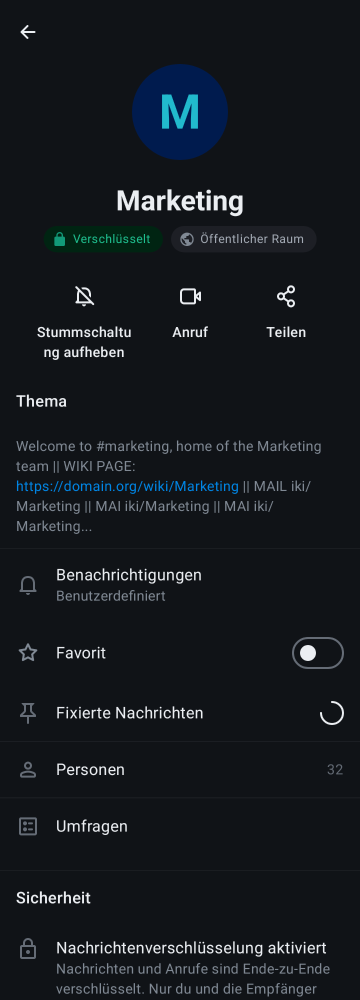 M
Marketing
Verschlüsselt
Öffentlicher Raum
Stummschaltu
ng aufheben
Anruf
Teilen
Thema
Welcome to #marketing, home of the Marketing
team || WIKI PAGE:
https://domain.org/wiki/Marketing || MAIL iki/
Marketing || MAI iki/Marketing || MAI iki/
Marketing...
Benachrichtigungen
Benutzerdefiniert
Favorit
Fixierte Nachrichten
Personen 32
Umfragen
Sicherheit
Nachrichtenverschlüsselung aktiviert
Nachrichten und Anrufe sind Ende-zu-Ende
verschlüsselt. Nur du und die Empfänger